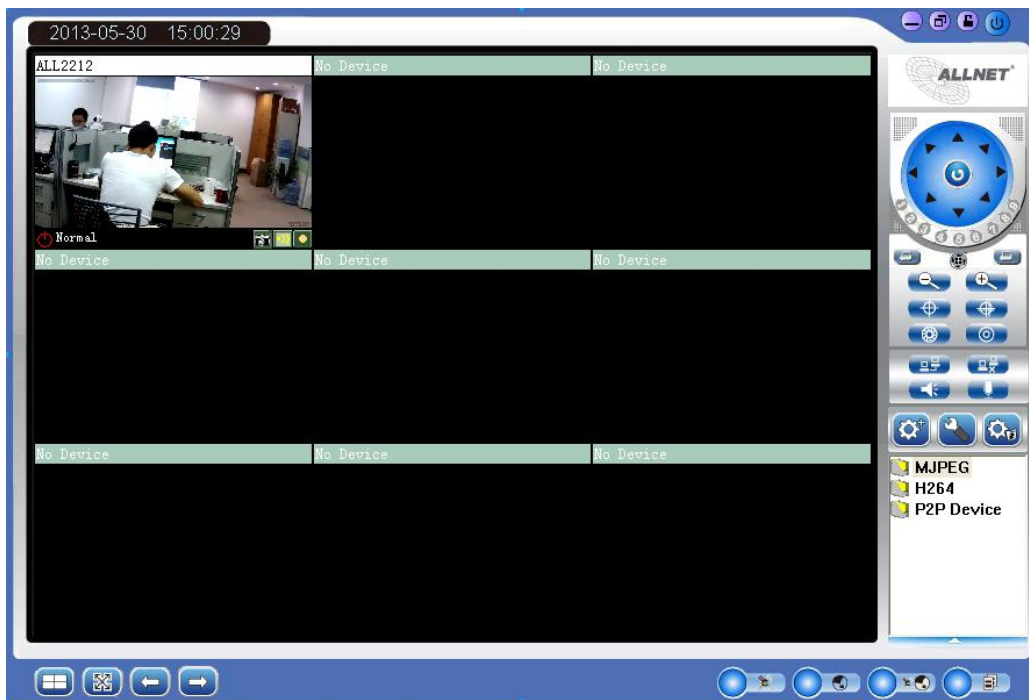 2013-05-30 15:00:29
ALLNET
ALL2212
No Device
No Device
Normal
No Device
No Device
No Device
No Device
No Device
No Device
MJPEG
H264
P2P Device